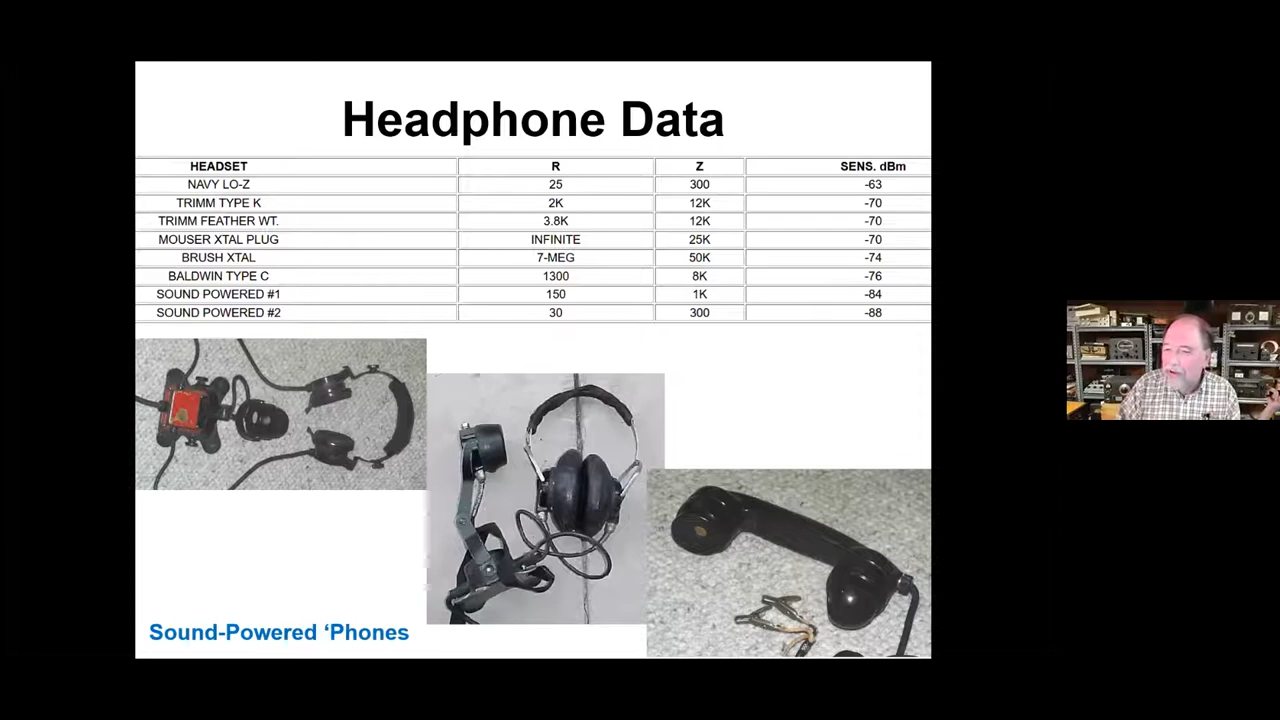 Headphone Data
HEADSET R Z SENS. dBm
NAVY LO-Z 25 300 -63
TRIMM TYPE K 2K 12K -70
TRIMM FEATHER WT. 3.8K 12K -70
MOUSER XTAL PLUG INFINITE 25K -70
BRUSH XTAL 7-MEG 50K -74
BALDWIN TYPE C 1300 8K -76
SOUND POWERED #1 150 1K -84
SOUND POWERED #2 30 300 -88
Sound-Powered ‘Phones